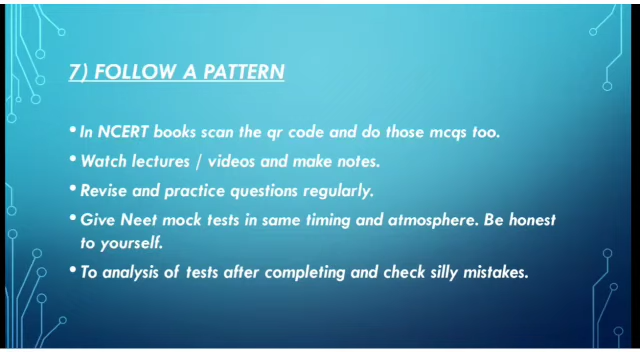 7) FOLLOW A PATTERN
• In NCERT books scan the qr code and do those mcqs too.
• Watch lectures / videos and make notes.
• Revise and practice questions regularly.
• Give Neet mock tests in same timing and atmosphere. Be honest
to yourself.
• To analysis of tests after completing and check silly mistakes.